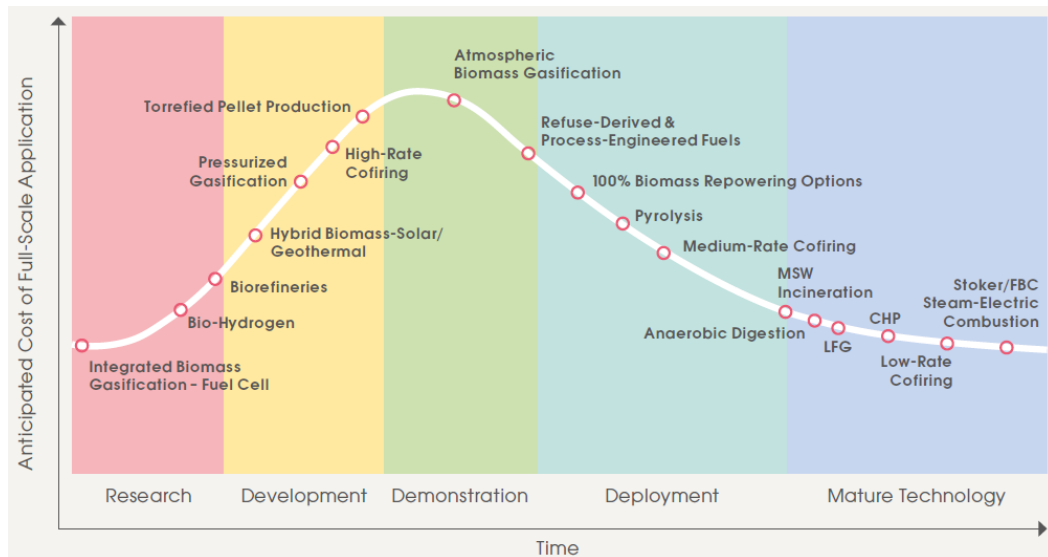 Anticipated Cost of Full-Scale Application
Atmospheric
Biomass Gasification
Torrefied Pellet Production
Refuse-Derived &
Process-Engineered Fuels
High-Rate
Cofiring
Pressurized
Gasification
100% Biomass Repowering Options
Pyrolysis
Hybrid Biomass-Solar/
Geothermal
Medium-Rate Cofiring
Biorefineries
MSW
Incineration
Stoker/FBC
Steam-Electric
Combustion
Bio-Hydrogen
Anaerobic Digestion
CHP
LFG
Low-Rate
Cofiring
Integrated Biomass
Gasification – Fuel Cell
Research
Development
Demonstration
Deployment
Mature Technology
Time